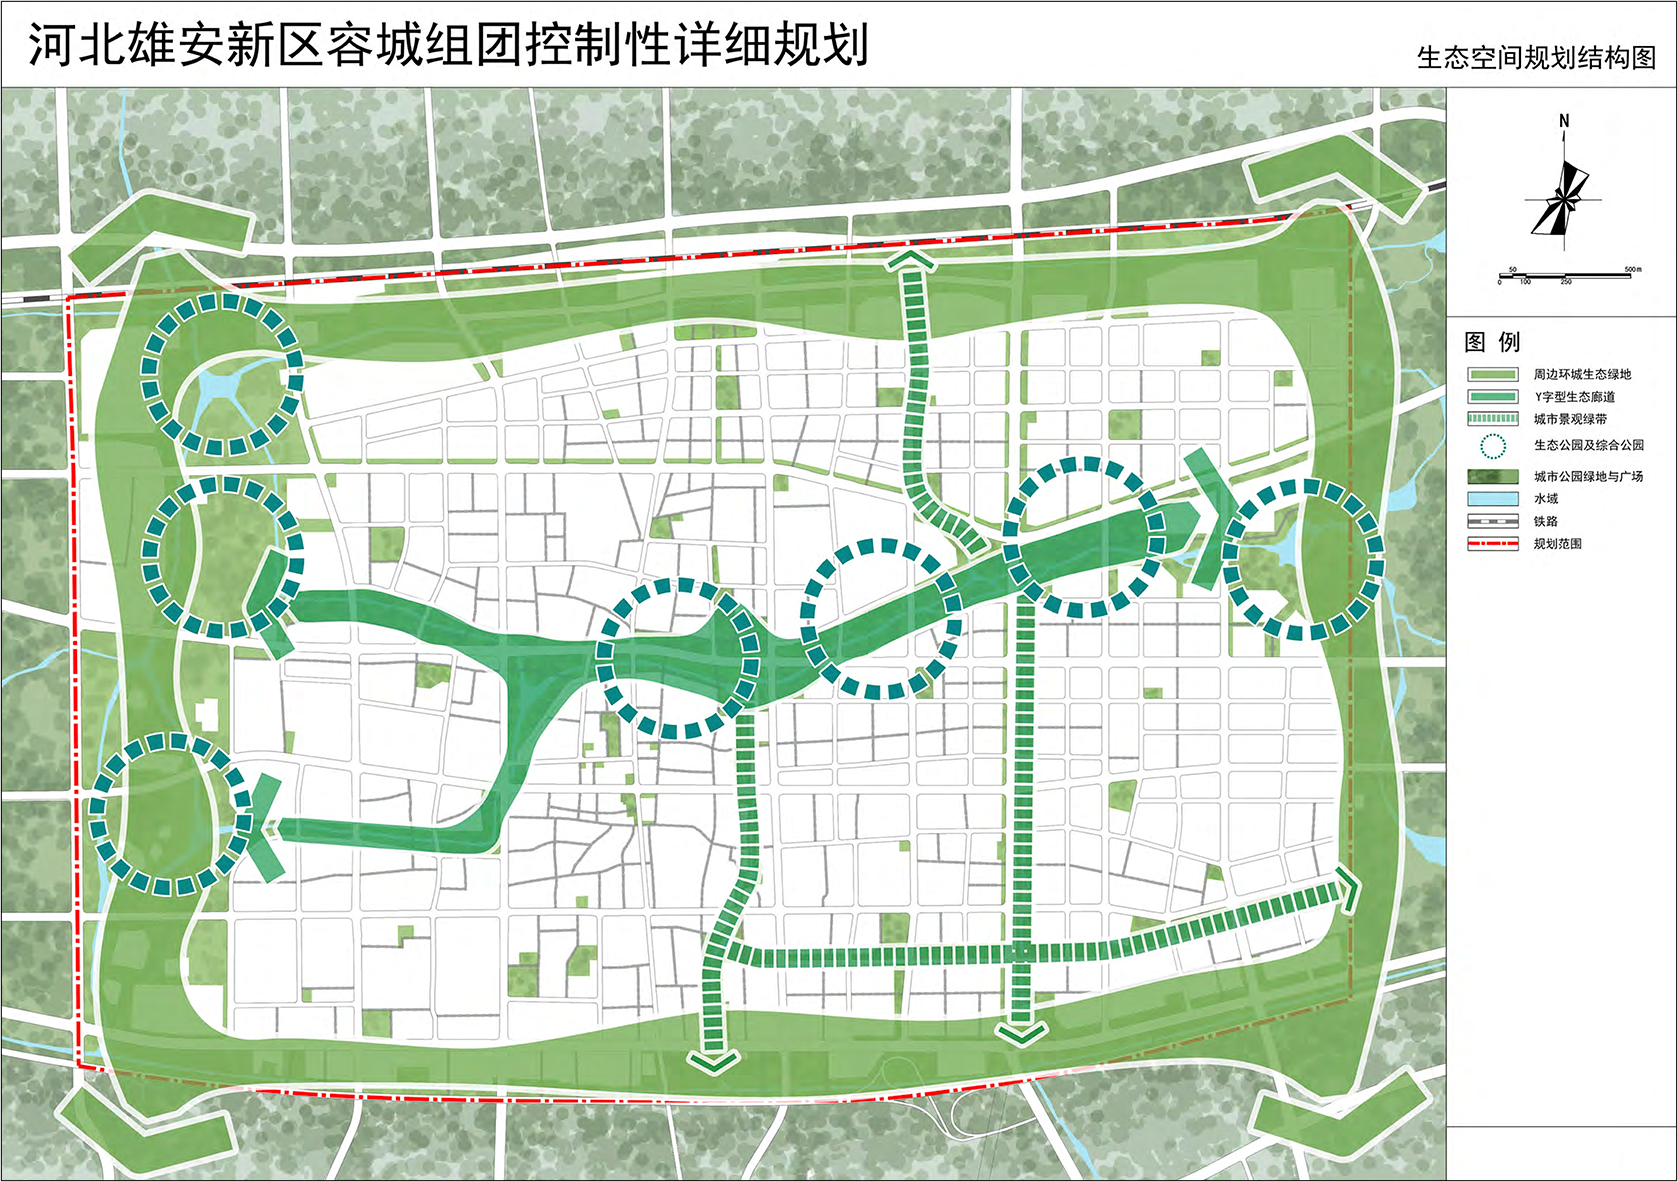 河北雄安新区容城组团控制性详细规划
生态空间规划结构图
N
50 500m
0 100 250
图 例
周边环城生态绿地
Y字型生态廊道
城市景观绿带
生态公园及综合公园
城市公园绿地与广场
水域
铁路
规划范围